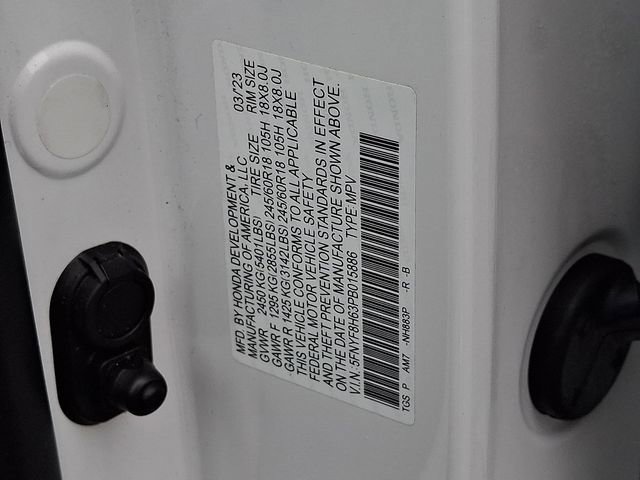 MFD BY HONDA DEVELOPMENT &
MANUFACTURING OF AMERICA, LLC 03/23
GVWR 2450 KG(5401LBS) TIRE SIZE RIM SIZE
GAWR F 1295 KG(2855LBS)245/60R18 105H 18X8.0J
GAWR R 1425 KG(3142LBS)245/60R18 105H 18X8.0J
THIS VEHICLE CONFORMS TO ALL APPLICABLE
FEDERAL MOTOR VEHICLE SAFETY
AND THEFT PREVENTION STANDARDS IN EFFECT
ON THE DATE OF MANUFACTURE SHOWN ABOVE.
V.I.N. 5FNYF8H63PB015886 TYPE:MPV
TGS P AM7 -NH883P -R -B
HONDA